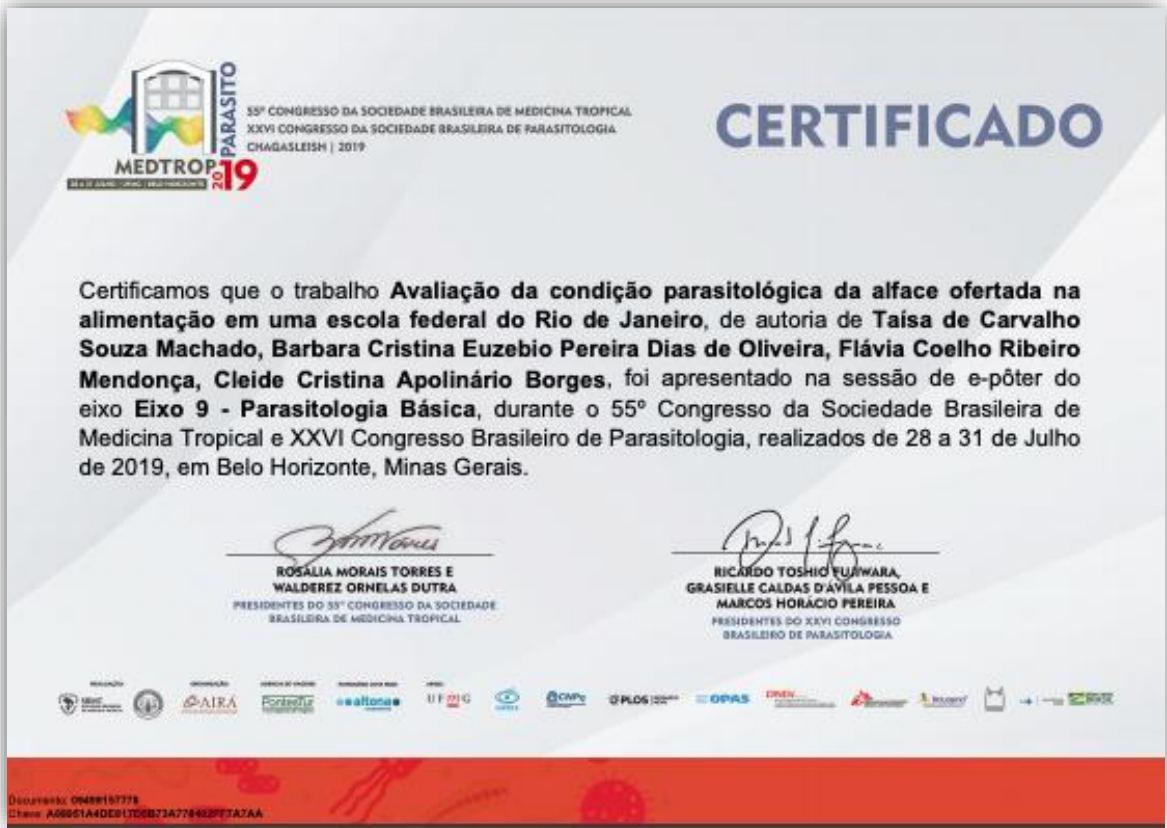 PARASITO
MEDTROP
2019
55º CONGRESSO DA SOCIEDADE BRASILEIRA DE MEDICINA TROPICAL
XXVI CONGRESSO DA SOCIEDADE BRASILEIRA DE PARASITOLOGIA
CHAGASLEISH | 2019
CERTIFICADO
Certificamos que o trabalho Avaliação da condição parasitológica da alface ofertada na
alimentação em uma escola federal do Rio de Janeiro, de autoria de Taísa de Carvalho
Souza Machado, Barbara Cristina Euzebio Pereira Dias de Oliveira, Flávia Coelho Ribeiro
Mendonça, Cleide Cristina Apolinário Borges, foi apresentado na sessão de e-pôter do
eixo Eixo 9 - Parasitologia Básica, durante o 55º Congresso da Sociedade Brasileira de
Medicina Tropical e XXVI Congresso Brasileiro de Parasitologia, realizados de 28 a 31 de Julho
de 2019, em Belo Horizonte, Minas Gerais.
ROSÁLIA MORAIS TORRES E
WALDEREZ ORNELAS DUTRA
PRESIDENTES DO 55º CONGRESSO DA SOCIEDADE
BRASILEIRA DE MEDICINA TROPICAL
RICARDO TOSHIO FUJIWARA,
GRASIELLE CALDAS D'ÁVILA PESSOA E
MARCOS HORÁCIO PEREIRA
PRESIDENTES DO XXVI CONGRESSO
BRASILEIRO DE PARASITOLOGIA
AIRÁ
PontesTur
altona
UFMG
CNPq
PLOS
OPAS
DNDi
Documento:
Chave: